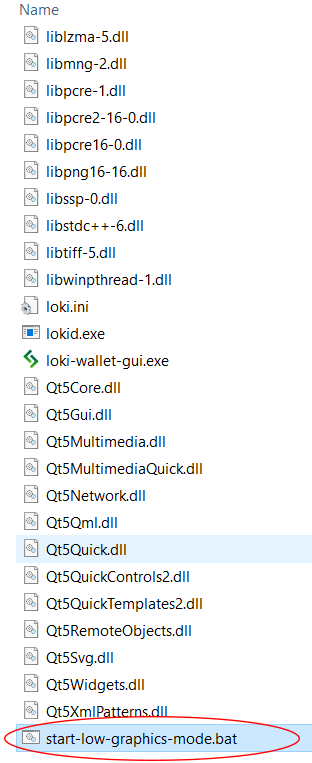 Name
liblzma-5.dll
libmng-2.dll
libpcre-1.dll
libpcre2-16-0.dll
libpcre16-0.dll
libpng16-16.dll
libssp-0.dll
libstdc++-6.dll
libtiff-5.dll
libwinpthread-1.dll
loki.ini
lokid.exe
loki-wallet-gui.exe
Qt5Core.dll
Qt5Gui.dll
Qt5Multimedia.dll
Qt5MultimediaQuick.dll
Qt5Network.dll
Qt5Qml.dll
Qt5Quick.dll
Qt5QuickControls2.dll
Qt5QuickTemplates2.dll
Qt5RemoteObjects.dll
Qt5Svg.dll
Qt5Widgets.dll
Qt5XmlPatterns.dll
start-low-graphics-mode.bat